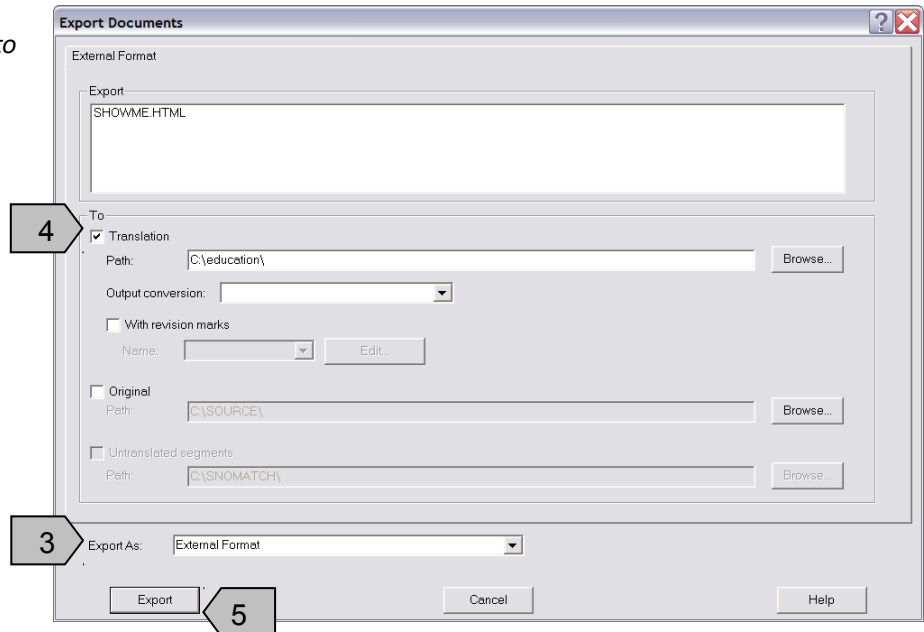 to
Export Documents
External Format
Export
SHOWME.HTML
4
To
Translation
Path: C:\education\ Browse...
Output conversion:
With revision marks
Name: Edit...
Original
Path: C:\SOURCE\ Browse...
Untranslated segments
Path: C:\SNOMATCH\ Browse...
3
Export As: External Format
Export Cancel Help
5